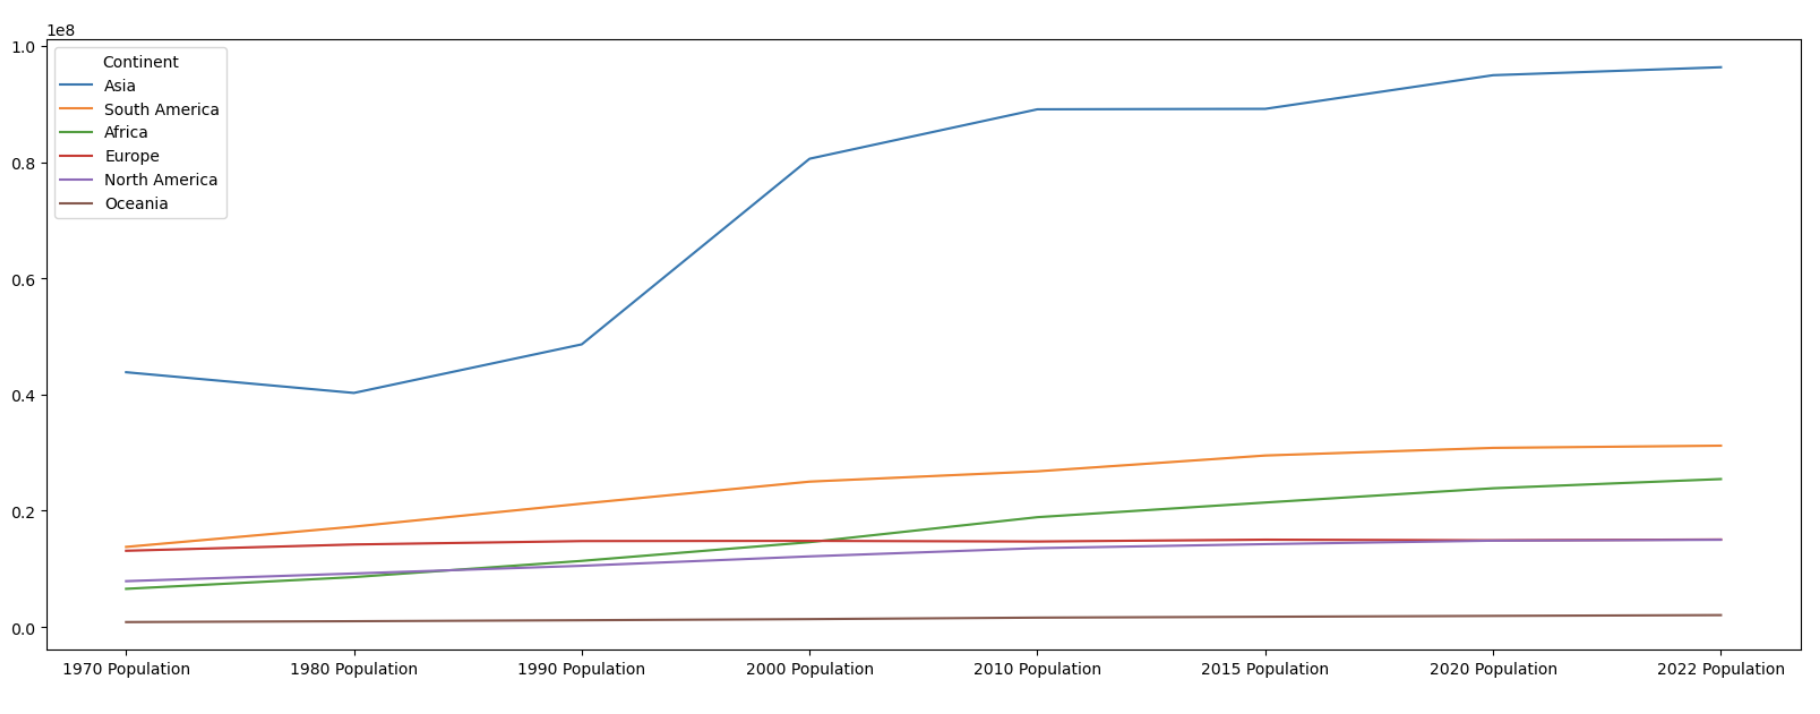 1e8
1.0
0.8
0.6
0.4
0.2
0.0
Continent
Asia
South America
Africa
Europe
North America
Oceania
1970 Population 1980 Population 1990 Population 2000 Population 2010 Population 2015 Population 2020 Population 2022 Population